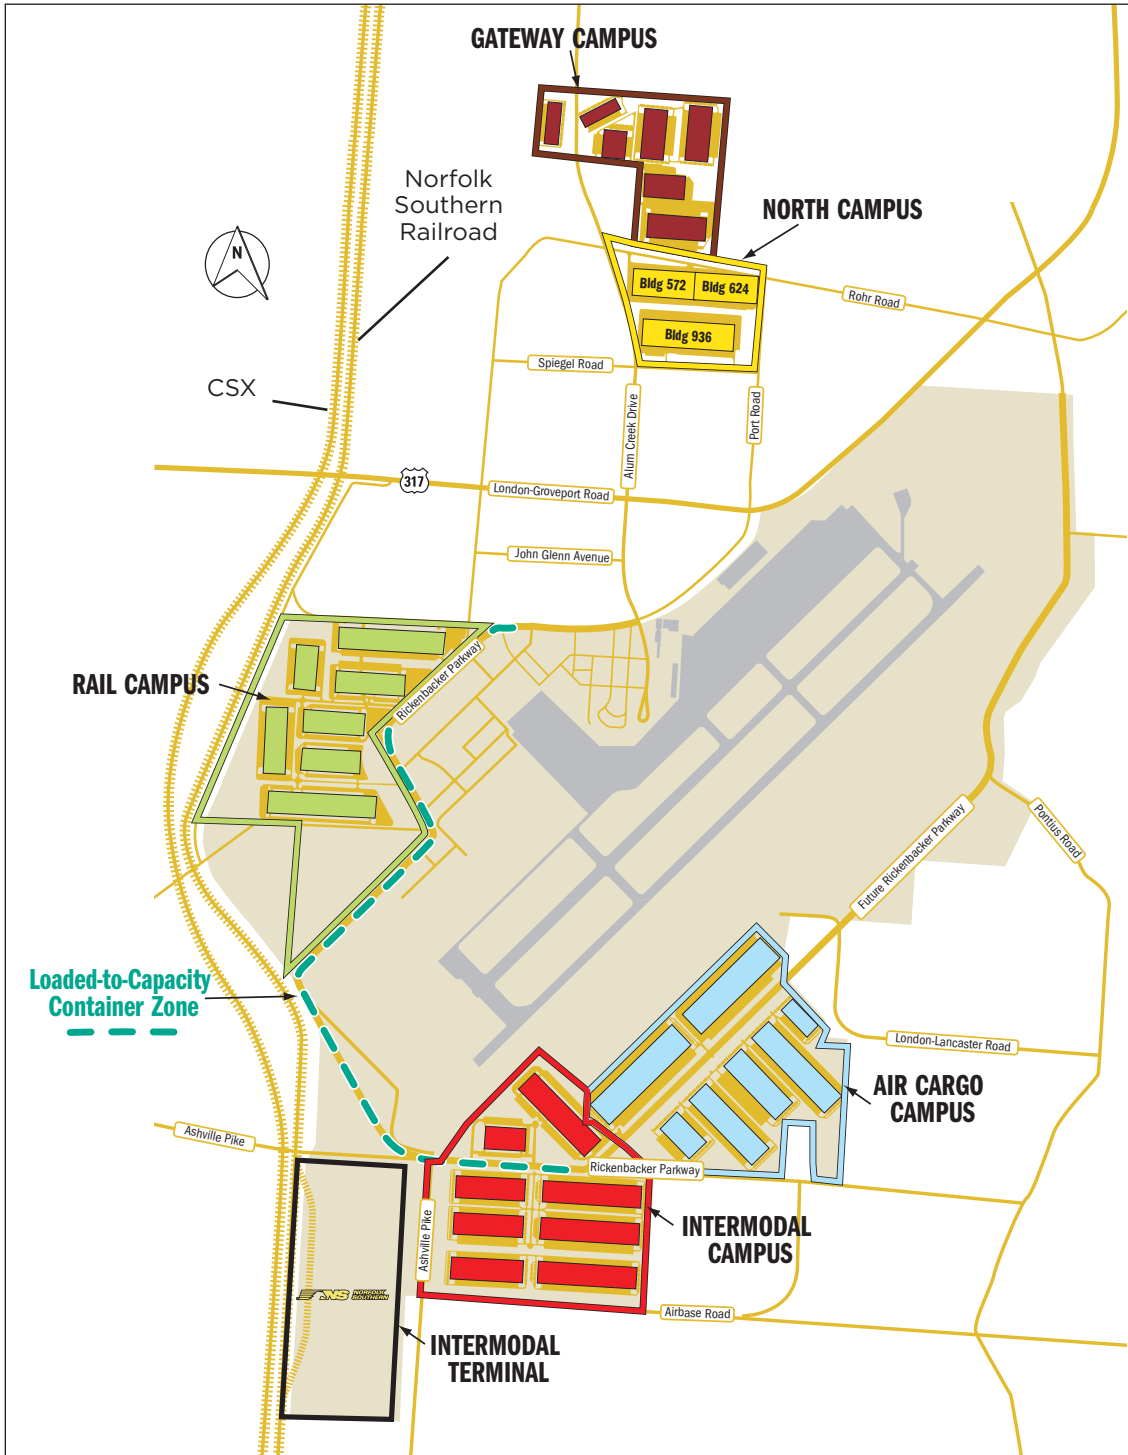 GATEWAY CAMPUS
Norfolk
Southern
Railroad
NORTH CAMPUS
N
Bldg 572
Bldg 624
Rohr Road
Bldg 936
Spiegel Road
CSX
Alum Creek Drive
Port Road
317
London-Groveport Road
John Glenn Avenue
RAIL CAMPUS
Rickenbacker Parkway
Future Rickenbacker Parkway
Pontius Road
Loaded-to-Capacity
Container Zone
London-Lancaster Road
AIR CARGO
CAMPUS
Ashville Pike
Rickenbacker Parkway
Ashville Pike
INTERMODAL
CAMPUS
NS NORFOLK
SOUTHERN
Airbase Road
INTERMODAL
TERMINAL